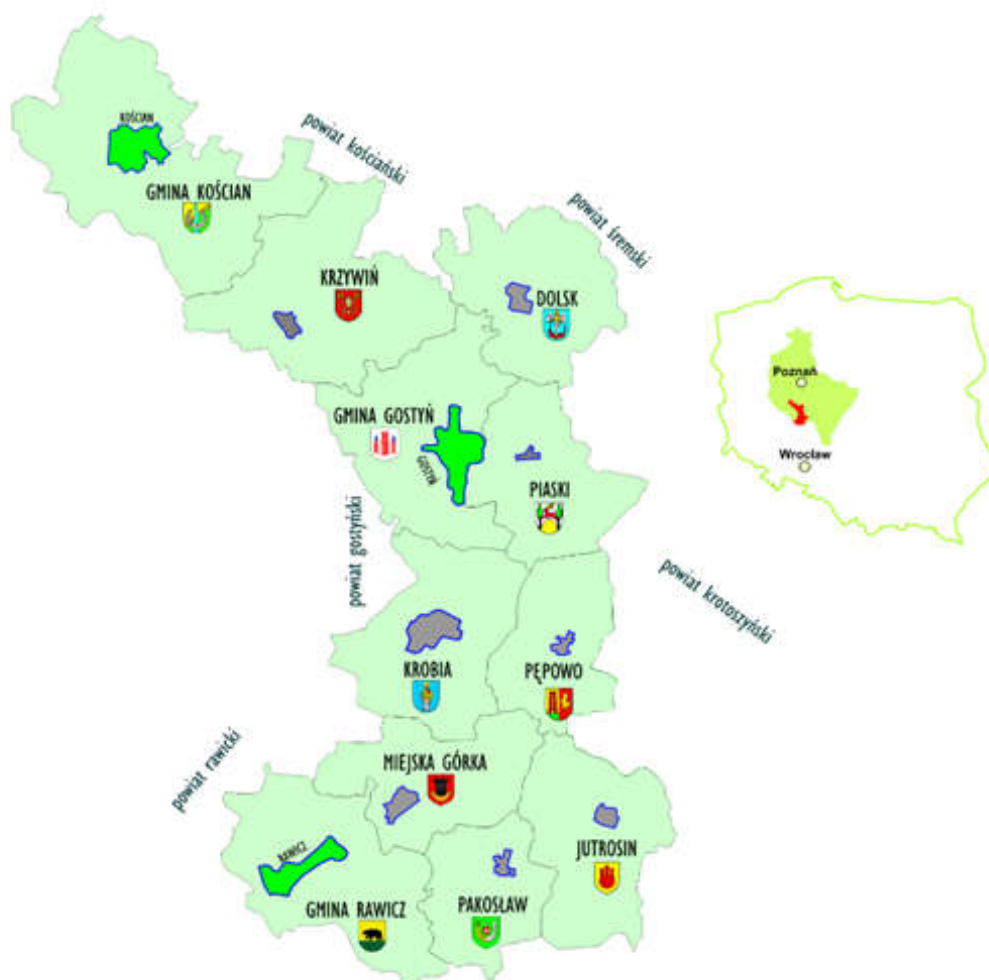 KOŚCIAN
powiat kościański
GMINA KOŚCIAN
powiat śremski
KRZYWIŃ
DOLSK
Poznań
GMINA GOSTYŃ
GOSTYŃ
Wrocław
PIASKI
powiat gostyński
powiat krotoszyński
KROBIA
PĘPOWO
powiat rawicki
MIEJSKA GÓRKA
RAWICZ
JUTROSIN
GMINA RAWICZ
PAKOSŁAW